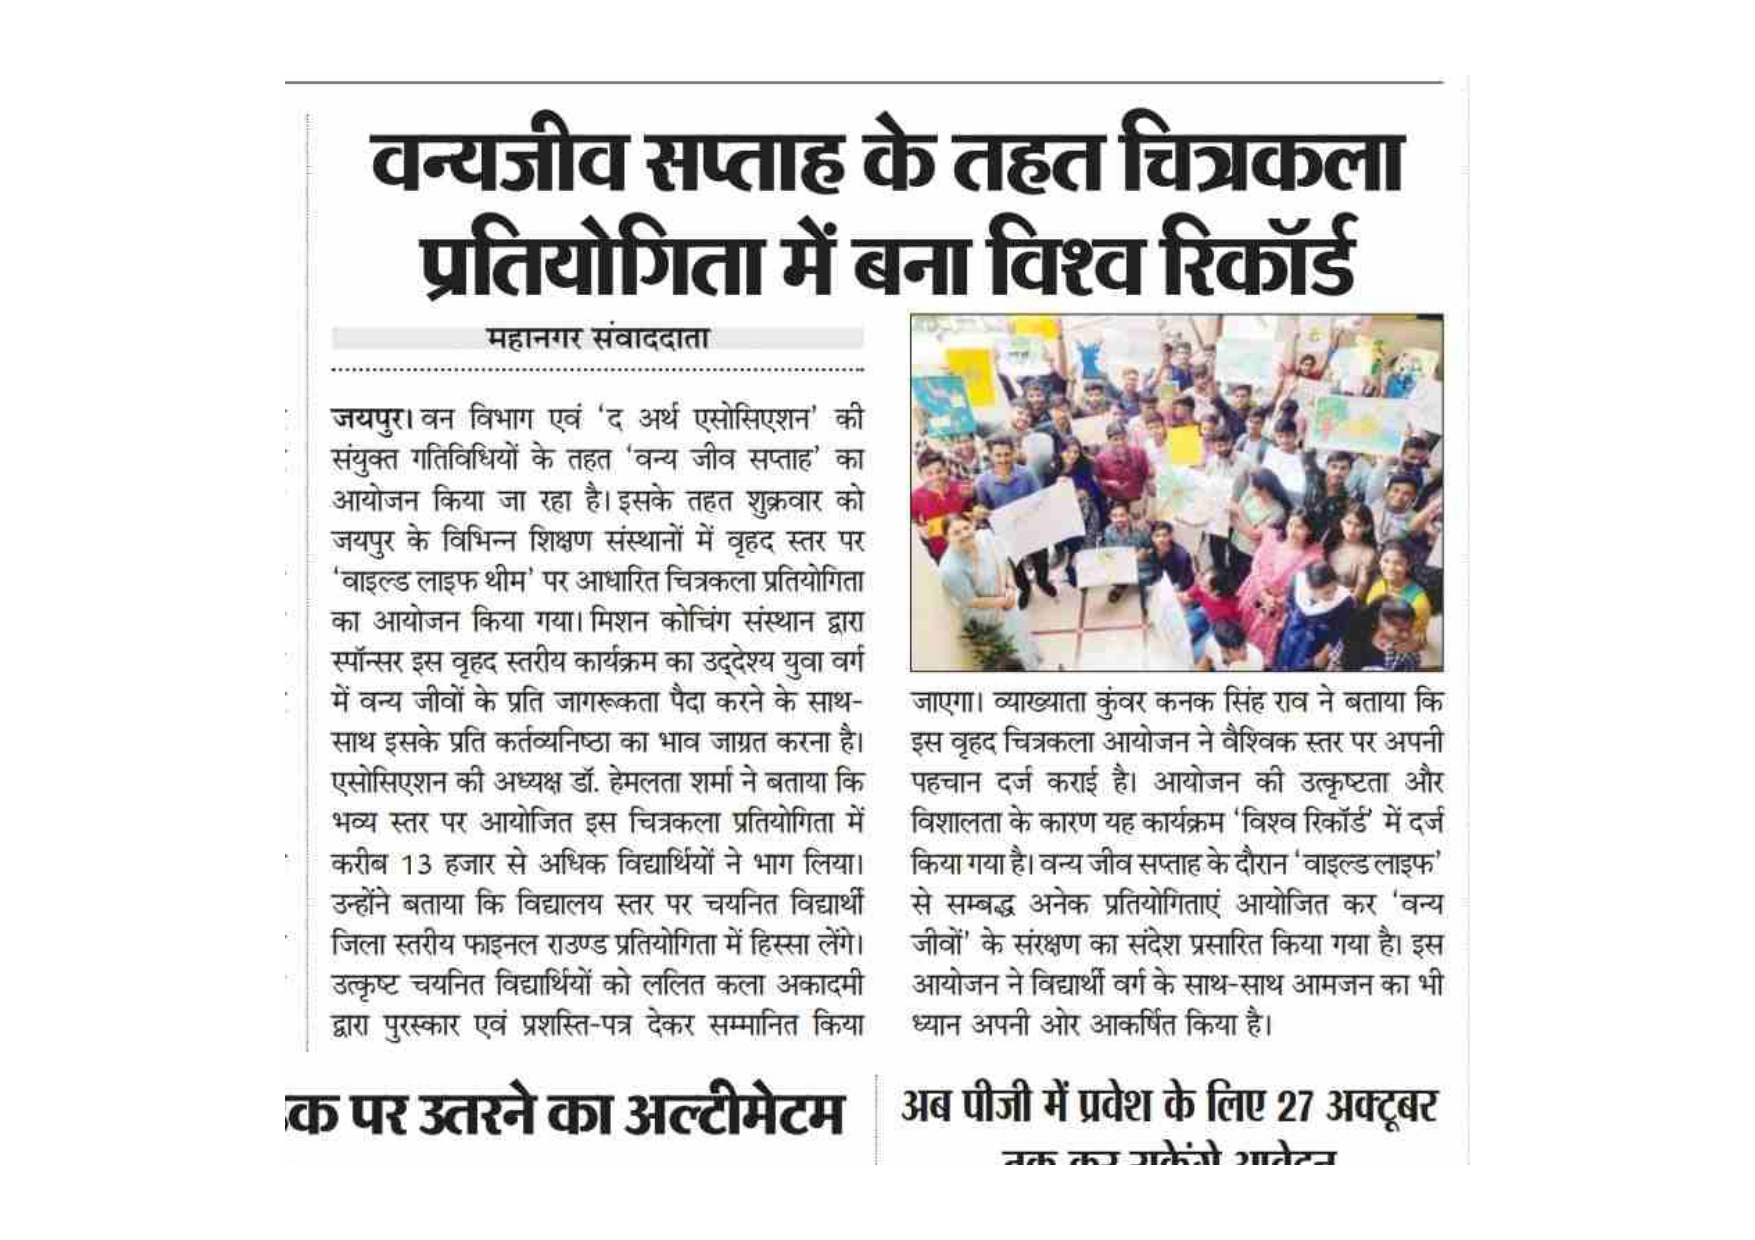 वन्यजीव सप्ताह के तहत चित्रकला
प्रतियोगिता में बना विश्व रिकॉर्ड
महानगर संवाददाता
जयपुर। वन विभाग एवं ‘द अर्थ एसोसिएशन’ की
संयुक्त गतिविधियों के तहत ‘वन्य जीव सप्ताह’ का
आयोजन किया जा रहा है। इसके तहत शुक्रवार को
जयपुर के विभिन्न शिक्षण संस्थानों में वृहद स्तर पर
‘वाइल्ड लाइफ थीम’ पर आधारित चित्रकला प्रतियोगिता
का आयोजन किया गया। मिशन कोचिंग संस्थान द्वारा
स्पॉन्सर इस वृहद स्तरीय कार्यक्रम का उद्देश्य युवा वर्ग
में वन्य जीवों के प्रति जागरूकता पैदा करने के साथ-
साथ इसके प्रति कर्तव्यनिष्ठा का भाव जाग्रत करना है।
एसोसिएशन की अध्यक्ष डॉ. हेमलता शर्मा ने बताया कि
भव्य स्तर पर आयोजित इस चित्रकला प्रतियोगिता में
करीब 13 हजार से अधिक विद्यार्थियों ने भाग लिया।
उन्होंने बताया कि विद्यालय स्तर पर चयनित विद्यार्थी
जिला स्तरीय फाइनल राउण्ड प्रतियोगिता में हिस्सा लेंगे।
उत्कृष्ट चयनित विद्यार्थियों को ललित कला अकादमी
द्वारा पुरस्कार एवं प्रशस्ति-पत्र देकर सम्मानित किया
जाएगा। व्याख्याता कुंवर कनक सिंह राव ने बताया कि
इस वृहद चित्रकला आयोजन ने वैश्विक स्तर पर अपनी
पहचान दर्ज कराई है। आयोजन की उत्कृष्टता और
विशालता के कारण यह कार्यक्रम ‘विश्व रिकॉर्ड’ में दर्ज
किया गया है। वन्य जीव सप्ताह के दौरान ‘वाइल्ड लाइफ’
से सम्बद्ध अनेक प्रतियोगिताएं आयोजित कर ‘वन्य
जीवों’ के संरक्षण का संदेश प्रसारित किया गया है। इस
आयोजन ने विद्यार्थी वर्ग के साथ-साथ आमजन का भी
ध्यान अपनी ओर आकर्षित किया है।
पर उतरने का अल्टीमेटम
अब पीजी में प्रवेश के लिए 27 अक्टूबर